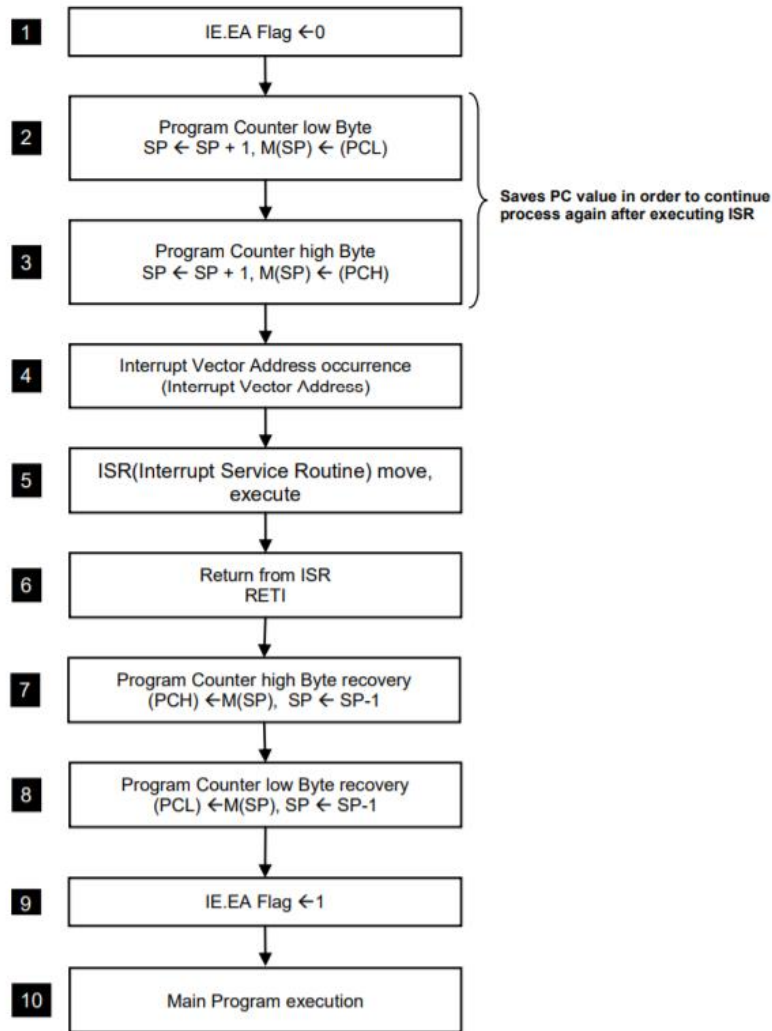 1
IE.EA Flag ←0
2
Program Counter low Byte
SP ← SP + 1, M(SP) ← (PCL)
Saves PC value in order to continue
process again after executing ISR
3
Program Counter high Byte
SP ← SP + 1, M(SP) ← (PCH)
4
Interrupt Vector Address occurrence
(Interrupt Vector Address)
5
ISR(Interrupt Service Routine) move,
execute
6
Return from ISR
RETI
7
Program Counter high Byte recovery
(PCH) ←M(SP), SP ← SP-1
8
Program Counter low Byte recovery
(PCL) ←M(SP), SP ← SP-1
9
IE.EA Flag ←1
10
Main Program execution